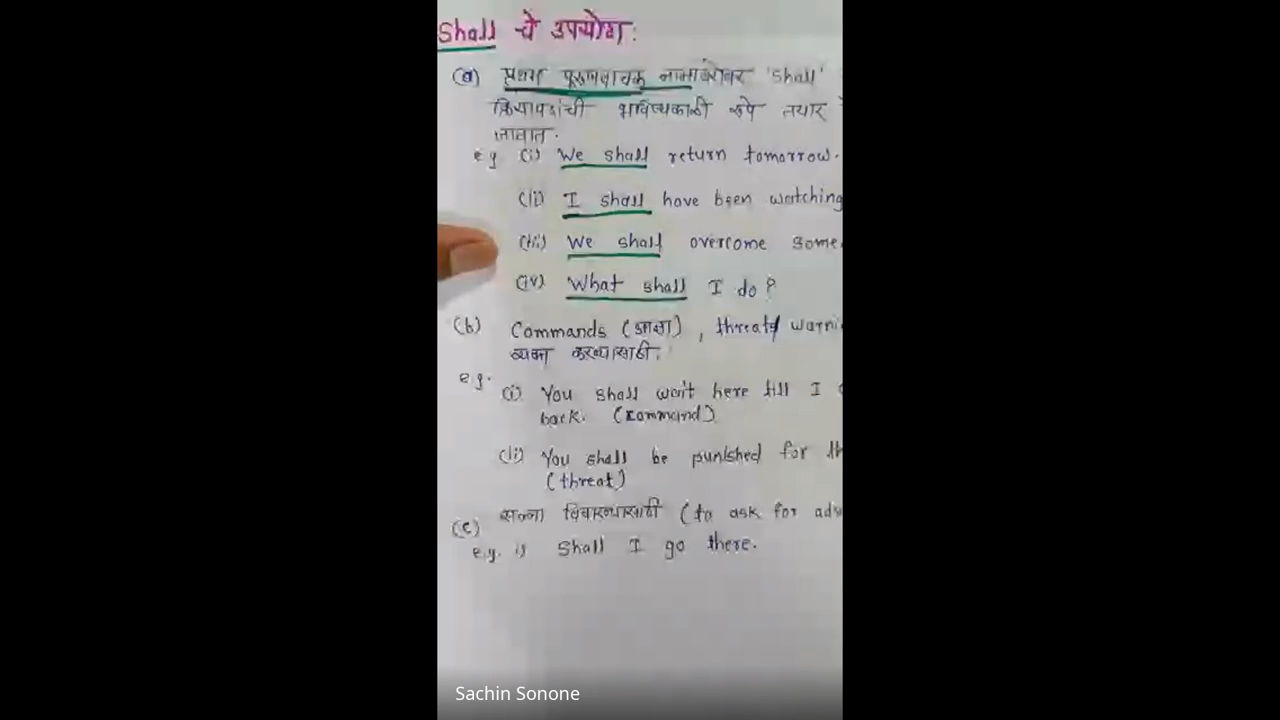 Shall चे उपयोग:
(a) प्रथम पुरूषवाचक नामाबरोबर 'shall'
क्रियापदांची भविष्यकाळी रूपे तयार
जातात.
eg (i) We shall return tomorrow.
(ii) I shall have been watching
(iii) We shall overcome some
(iv) What shall I do?
(b) Commands (आज्ञा), threats warni
व्यक्त करण्यासाठी.
e.g. (i) You shall wait here till I
back. (command)
(ii) You shall be punished for th
(threat)
(c) सल्ला विचारण्यासाठी (to ask for adv
e.g. i) Shall I go there.
Sachin Sonone